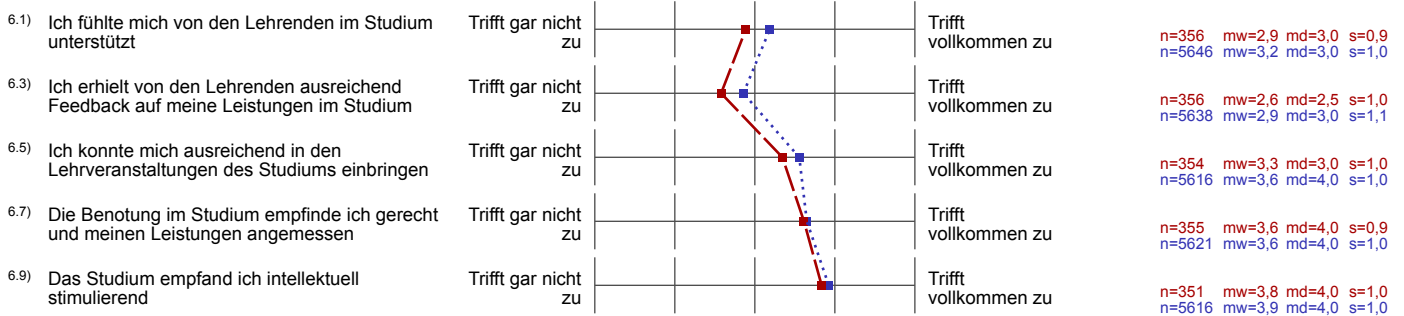 6.1) Ich fühlte mich von den Lehrenden im Studium
unterstützt
Trifft gar nicht
zu
Trifft
vollkommen zu
n=356 mw=2,9 md=3,0 s=0,9
n=5646 mw=3,2 md=3,0 s=1,0
6.3) Ich erhielt von den Lehrenden ausreichend
Feedback auf meine Leistungen im Studium
Trifft gar nicht
zu
Trifft
vollkommen zu
n=356 mw=2,6 md=2,5 s=1,0
n=5638 mw=2,9 md=3,0 s=1,1
6.5) Ich konnte mich ausreichend in den
Lehrveranstaltungen des Studiums einbringen
Trifft gar nicht
zu
Trifft
vollkommen zu
n=354 mw=3,3 md=3,0 s=1,0
n=5616 mw=3,6 md=4,0 s=1,0
6.7) Die Benotung im Studium empfinde ich gerecht
und meinen Leistungen angemessen
Trifft gar nicht
zu
Trifft
vollkommen zu
n=355 mw=3,6 md=4,0 s=0,9
n=5621 mw=3,6 md=4,0 s=1,0
6.9) Das Studium empfand ich intellektuell
stimulierend
Trifft gar nicht
zu
Trifft
vollkommen zu
n=351 mw=3,8 md=4,0 s=1,0
n=5616 mw=3,9 md=4,0 s=1,0